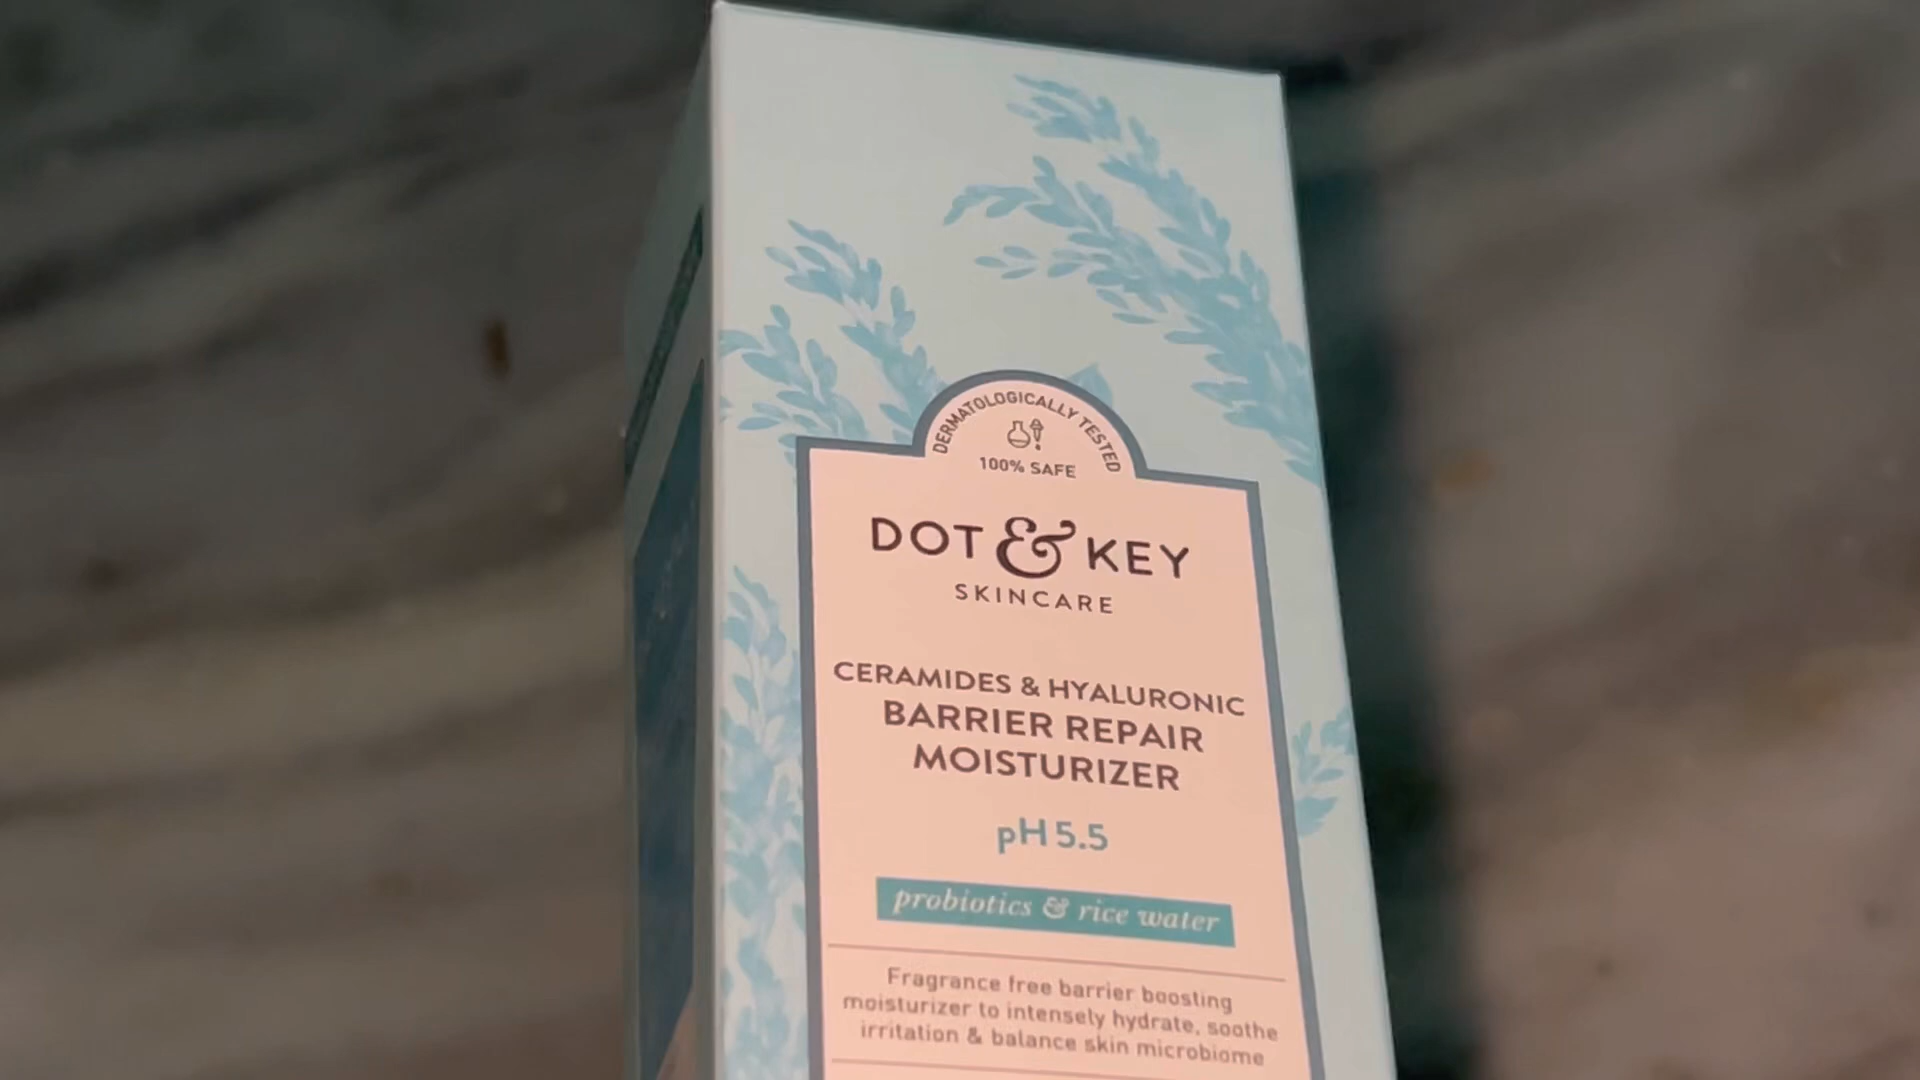 DERMATOLOGICALLY TESTED
100% SAFE
DOT & KEY
SKINCARE
CERAMIDES & HYALURONIC
BARRIER REPAIR
MOISTURIZER
pH 5.5
probiotics & rice water
Fragrance free barrier boosting
moisturizer to intensely hydrate, soothe
irritation & balance skin microbiome